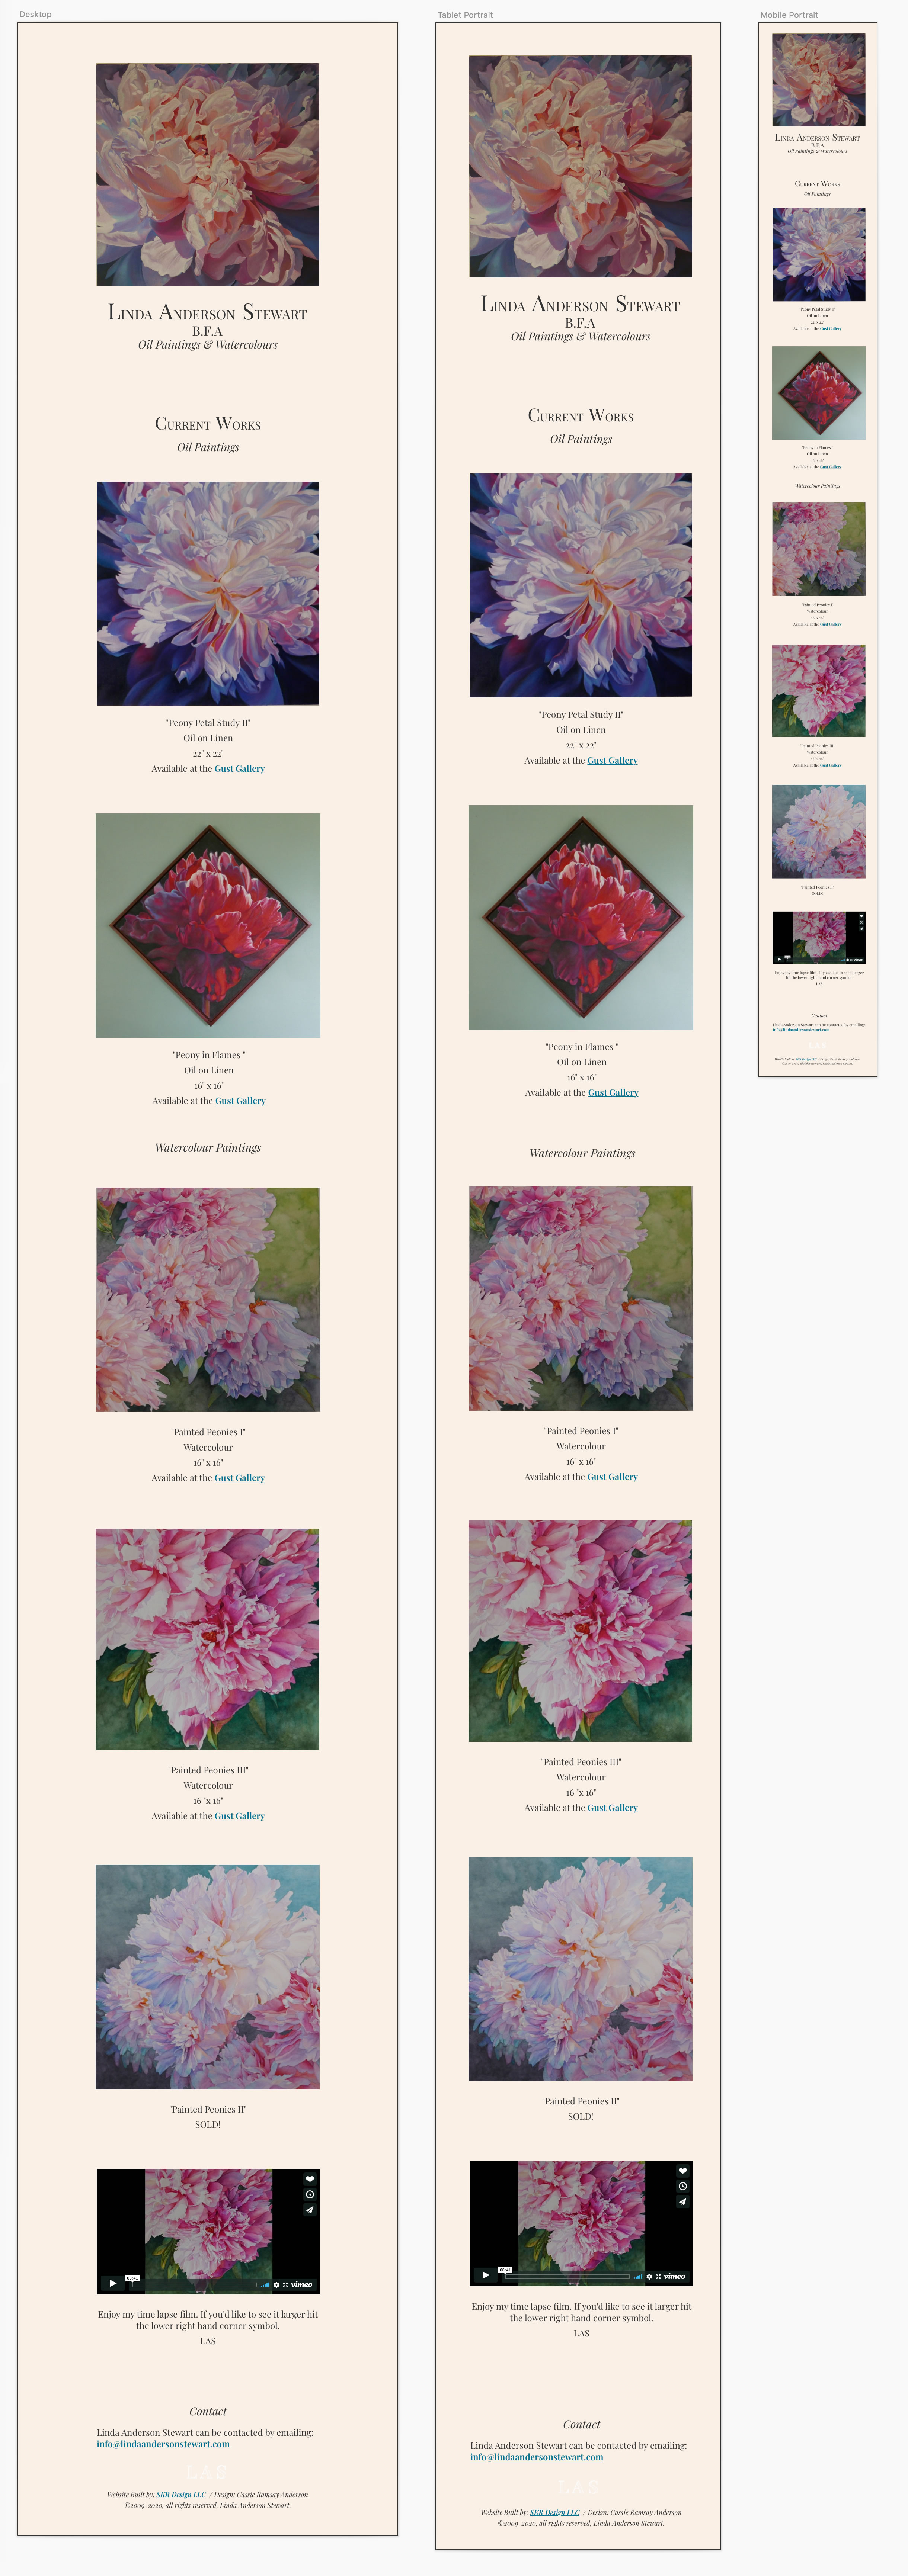 Desktop
Linda Anderson Stewart
B.F.A
Oil Paintings & Watercolours
Current Works
Oil Paintings
"Peony Petal Study II"
Oil on Linen
22" x 22"
Available at the Gust Gallery
"Peony in Flames "
Oil on Linen
16" x 16"
Available at the Gust Gallery
Watercolour Paintings
"Painted Peonies I"
Watercolour
16" x 16"
Available at the Gust Gallery
"Painted Peonies III"
Watercolour
16 "x 16"
Available at the Gust Gallery
"Painted Peonies II"
SOLD!
00:41
vimeo
Enjoy my time lapse film. If you'd like to see it larger hit
the lower right hand corner symbol.
LAS
Contact
Linda Anderson Stewart can be contacted by emailing:
info@lindaandersonstewart.com
LAS
Website Built by: SKR Design LLC / Design: Cassie Ramsay Anderson
©2009-2020, all rights reserved, Linda Anderson Stewart.
Tablet Portrait
Linda Anderson Stewart
B.F.A
Oil Paintings & Watercolours
Current Works
Oil Paintings
"Peony Petal Study II"
Oil on Linen
22" x 22"
Available at the Gust Gallery
"Peony in Flames "
Oil on Linen
16" x 16"
Available at the Gust Gallery
Watercolour Paintings
"Painted Peonies I"
Watercolour
16" x 16"
Available at the Gust Gallery
"Painted Peonies III"
Watercolour
16 "x 16"
Available at the Gust Gallery
"Painted Peonies II"
SOLD!
00:41
vimeo
Enjoy my time lapse film. If you'd like to see it larger hit
the lower right hand corner symbol.
LAS
Contact
Linda Anderson Stewart can be contacted by emailing:
info@lindaandersonstewart.com
LAS
Website Built by: SKR Design LLC / Design: Cassie Ramsay Anderson
©2009-2020, all rights reserved, Linda Anderson Stewart.
Mobile Portrait
Linda Anderson Stewart
B.F.A
Oil Paintings & Watercolours
Current Works
Oil Paintings
"Peony Petal Study II"
Oil on Linen
22" x 22"
Available at the Gust Gallery
"Peony in Flames "
Oil on Linen
16" x 16"
Available at the Gust Gallery
Watercolour Paintings
"Painted Peonies I"
Watercolour
16" x 16"
Available at the Gust Gallery
"Painted Peonies III"
Watercolour
16 "x 16"
Available at the Gust Gallery
"Painted Peonies II"
SOLD!
vimeo
Enjoy my time lapse film. If you'd like to see it larger
hit the lower right hand corner symbol.
LAS
Contact
Linda Anderson Stewart can be contacted by emailing:
info@lindaandersonstewart.com
LAS
Website Built by: SKR Design LLC / Design: Cassie Ramsay Anderson
©2009-2020, all rights reserved, Linda Anderson Stewart.